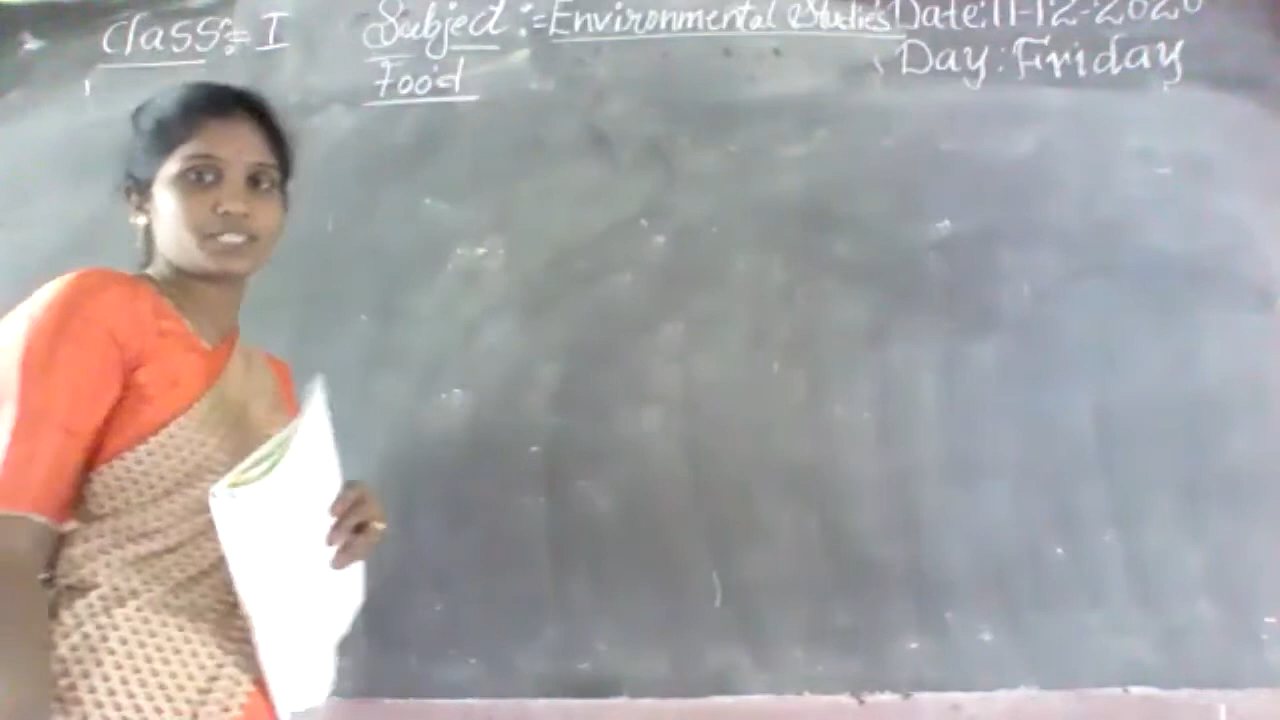 Class:= I Subject := Environmental Studies Date: 11-12-2020
Food Day: Friday